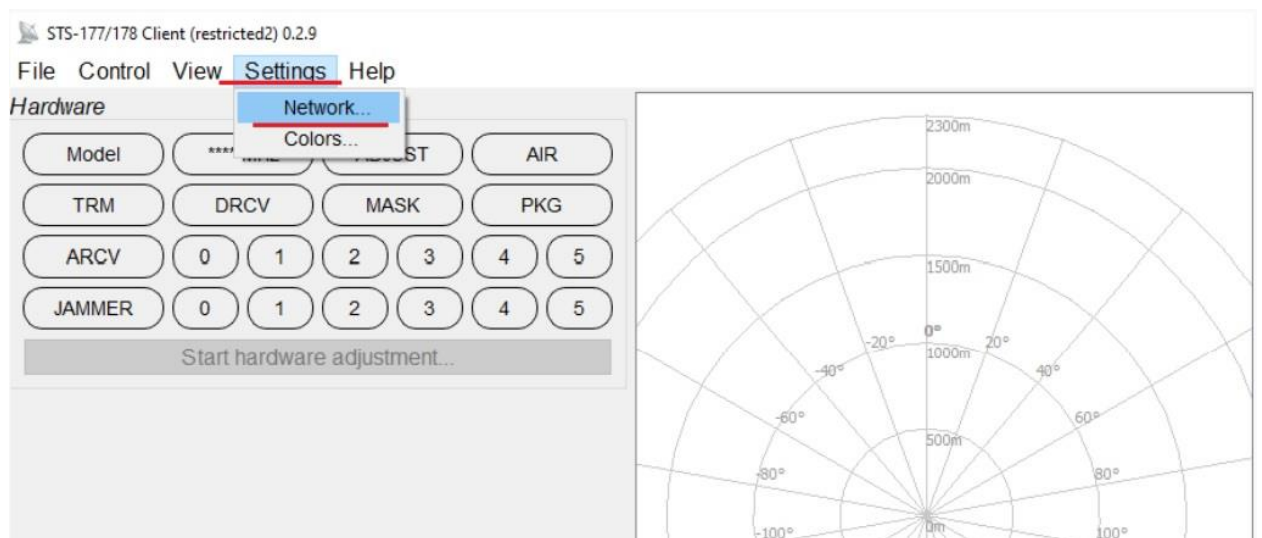 STS-177/178 Client (restricted2) 0.2.9
File Control View Settings Help
Hardware
Network...
Colors...
Model
AIR
TRM DRCV MASK PKG
ARCV 0 1 2 3 4 5
JAMMER 0 1 2 3 4 5
Start hardware adjustment...
2300m
2000m
1500m
0°
-20° 20°
1000m
-40° 40°
-60° 60°
500m
-80° 80°
0m
-100° 100°